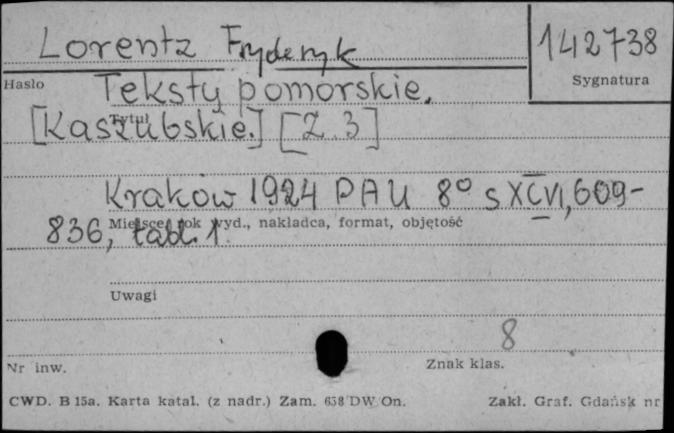 Lorentz Fryderyk
142738
Hasło
Sygnatura
Teksty pomorskie.
Tytuł
[Kaszubskie.] [Z. 3]
Kraków 1924 PAU 8° s XCVI, 609-
Miejsce, rok wyd., nakładca, format, objętość
836, tabl. 1.
Uwagi
8
Nr inw.
Znak klas.
CWD. B 15a. Karta katal. (z nadr.) Zam. 658 DW On.
Zakł. Graf. Gdańsk nr